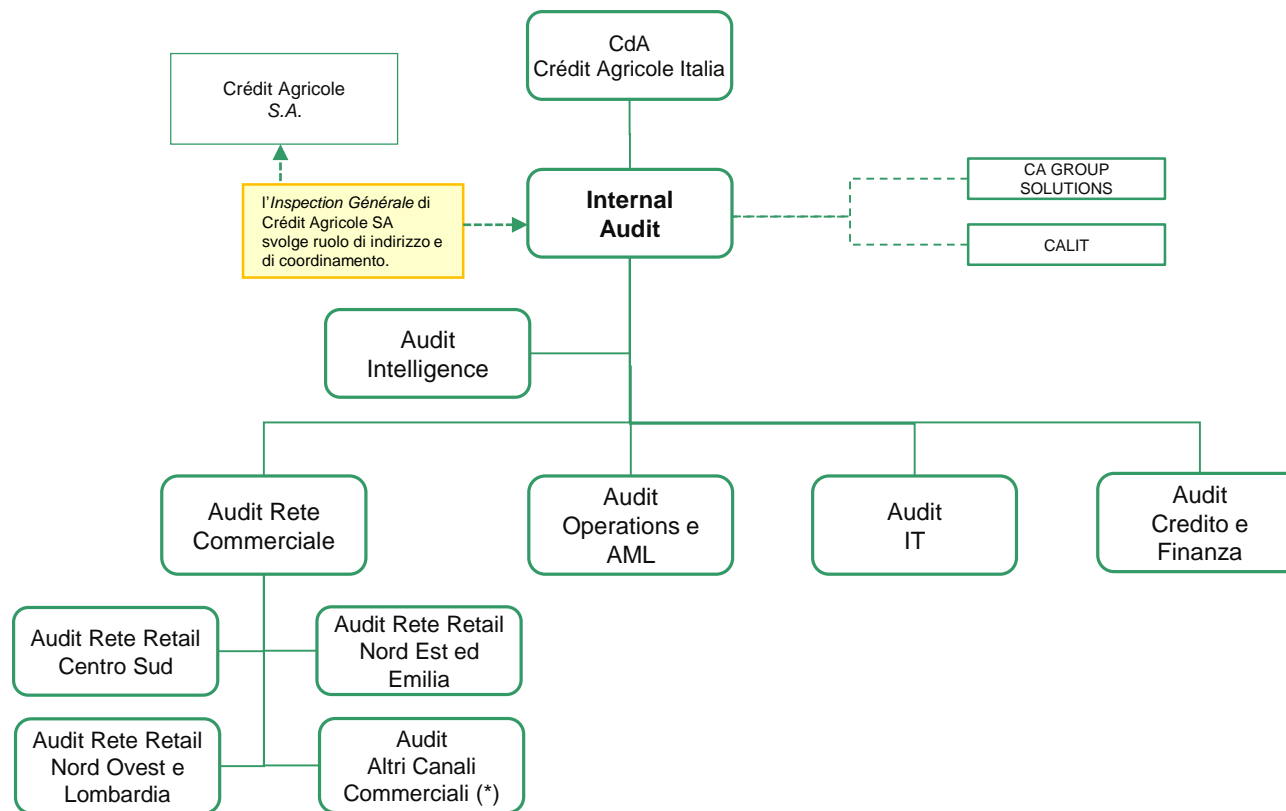 CdA
Crédit Agricole Italia
Crédit Agricole
S.A.
l'Inspection Générale di
Crédit Agricole SA
svolge ruolo di indirizzo e
di coordinamento.
Internal
Audit
CA GROUP
SOLUTIONS
CALIT
Audit
Intelligence
Audit Rete
Commerciale
Audit
Operations e
AML
Audit
IT
Audit
Credito e
Finanza
Audit Rete Retail
Centro Sud
Audit Rete Retail
Nord Est ed
Emilia
Audit Rete Retail
Nord Ovest e
Lombardia
Audit
Altri Canali
Commerciali (*)